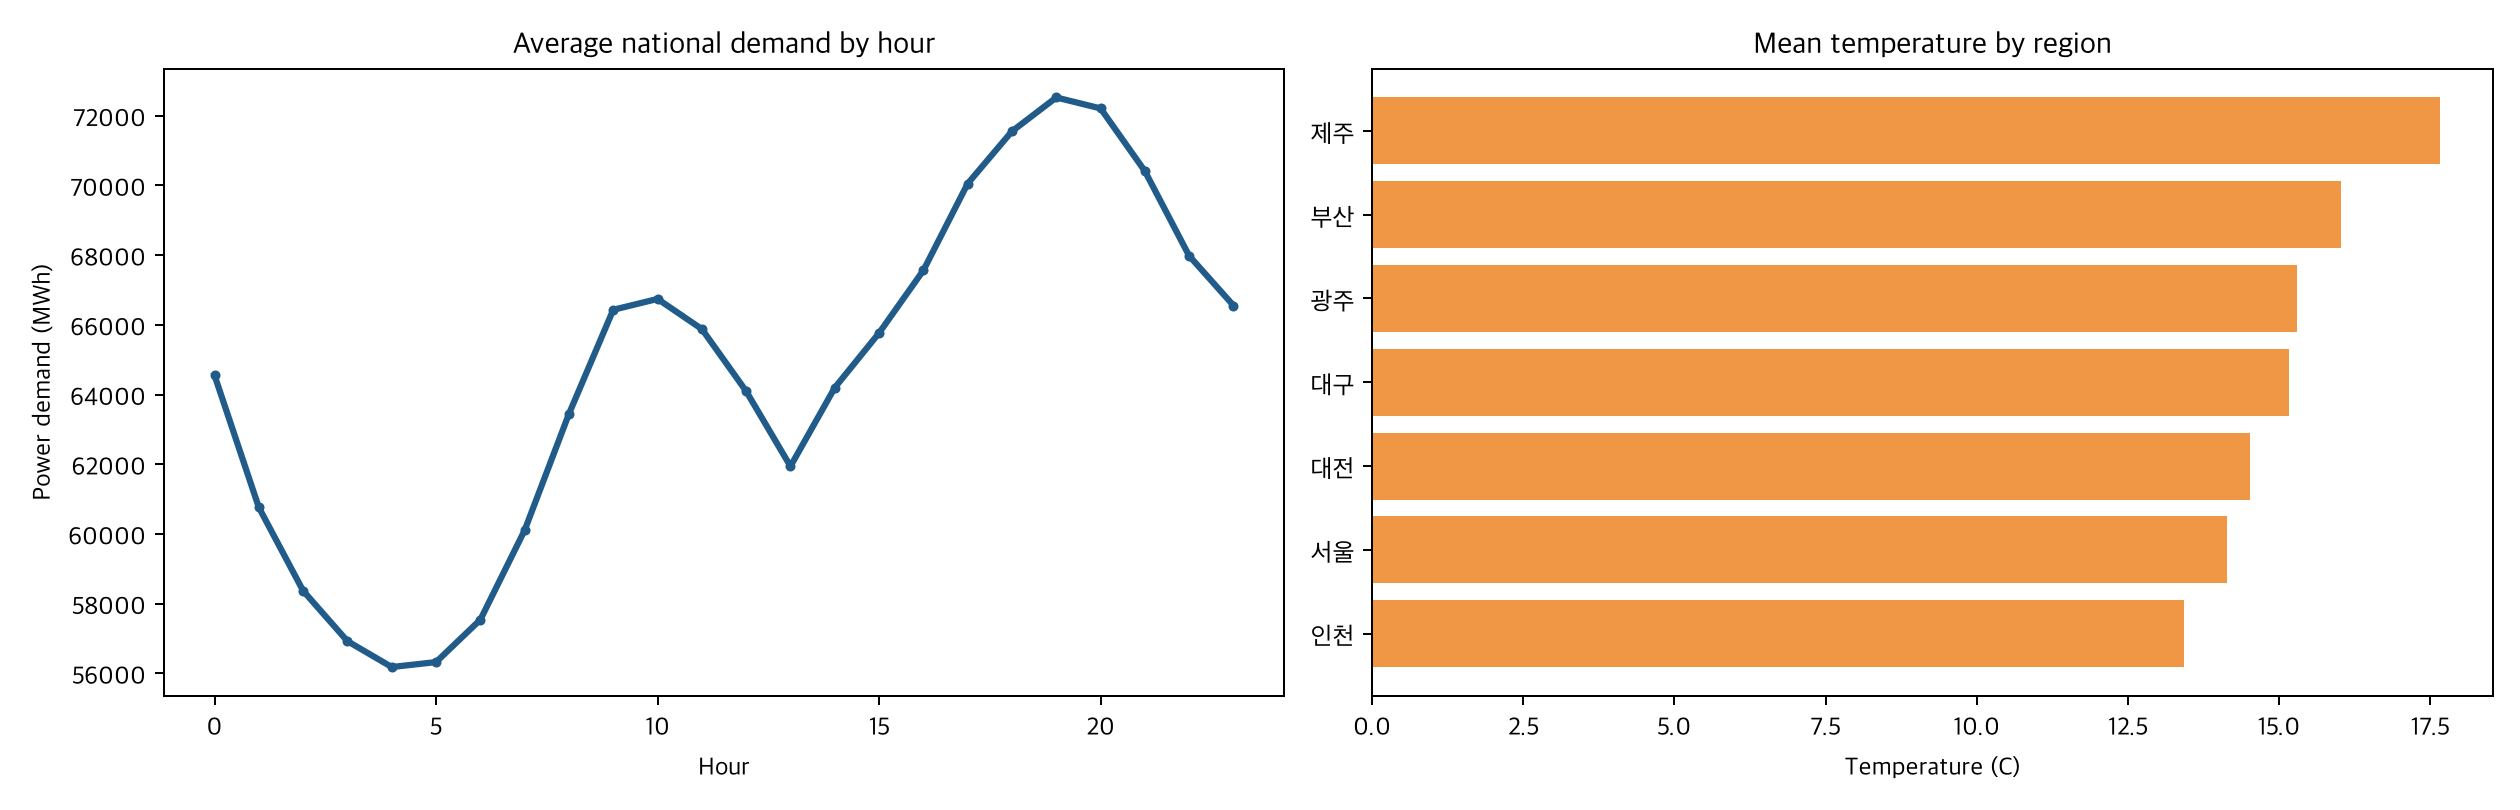 Average national demand by hour
Power demand (MWh)
72000
70000
68000
66000
64000
62000
60000
58000
56000
0 5 10 15 20
Hour
Mean temperature by region
제주
부산
광주
대구
대전
서울
인천
0.0 2.5 5.0 7.5 10.0 12.5 15.0 17.5
Temperature (C)